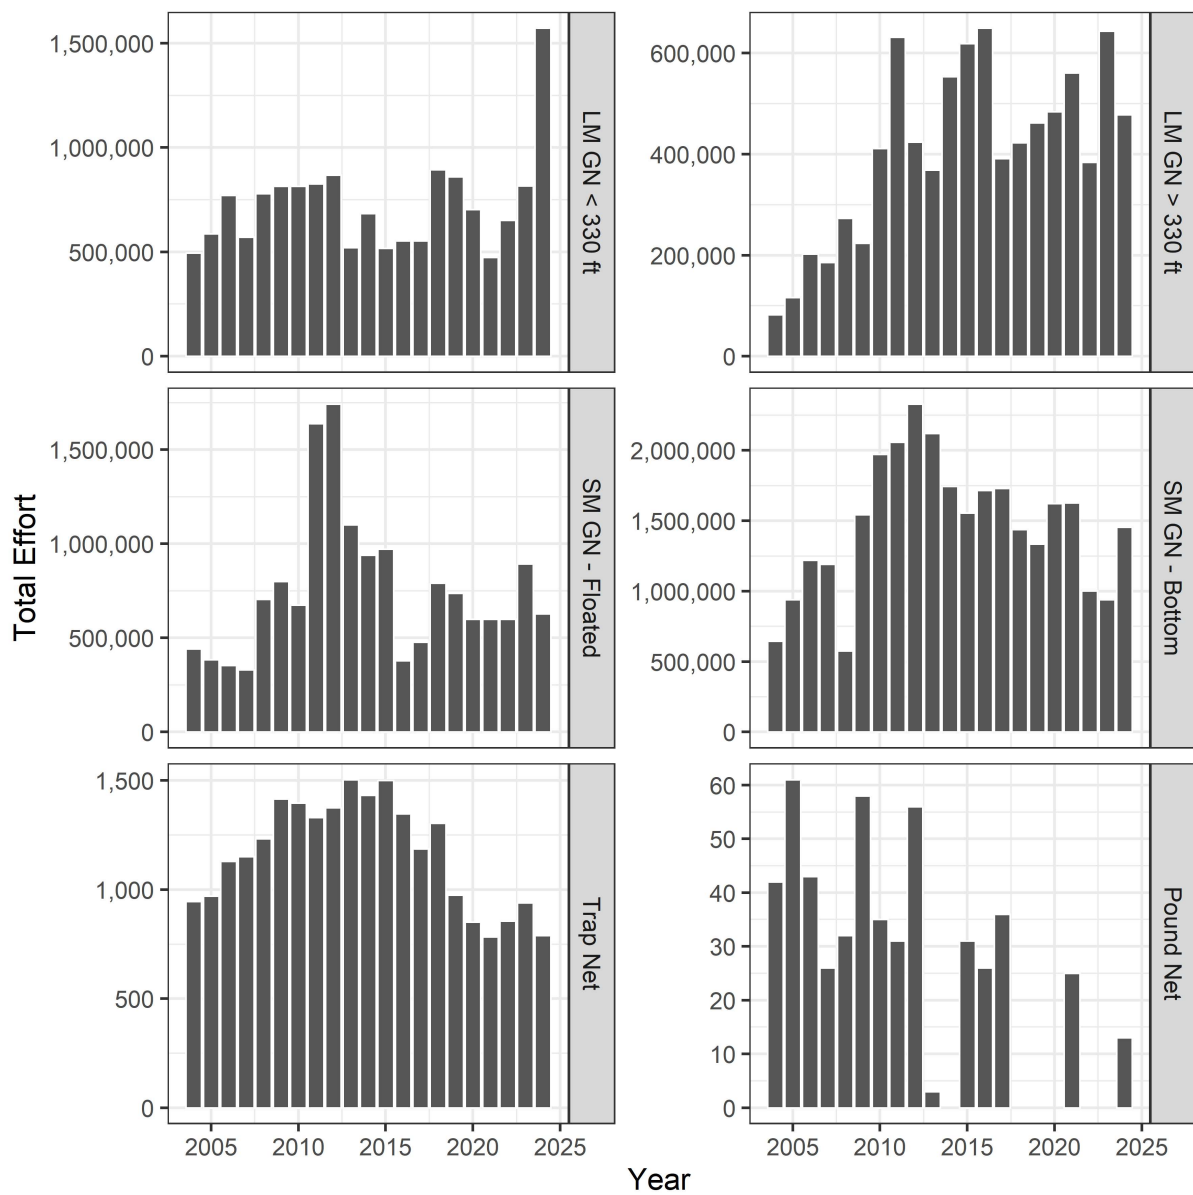 Total Effort
1,500,000
1,000,000
500,000
0
LM GN < 330 ft
600,000
400,000
200,000
0
LM GN > 330 ft
1,500,000
1,000,000
500,000
0
SM GN - Floated
2,000,000
1,500,000
1,000,000
500,000
0
SM GN - Bottom
1,500
1,000
500
0
Trap Net
60
50
40
30
20
10
0
Pound Net
2005 2010 2015 2020 2025
2005 2010 2015 2020 2025
Year